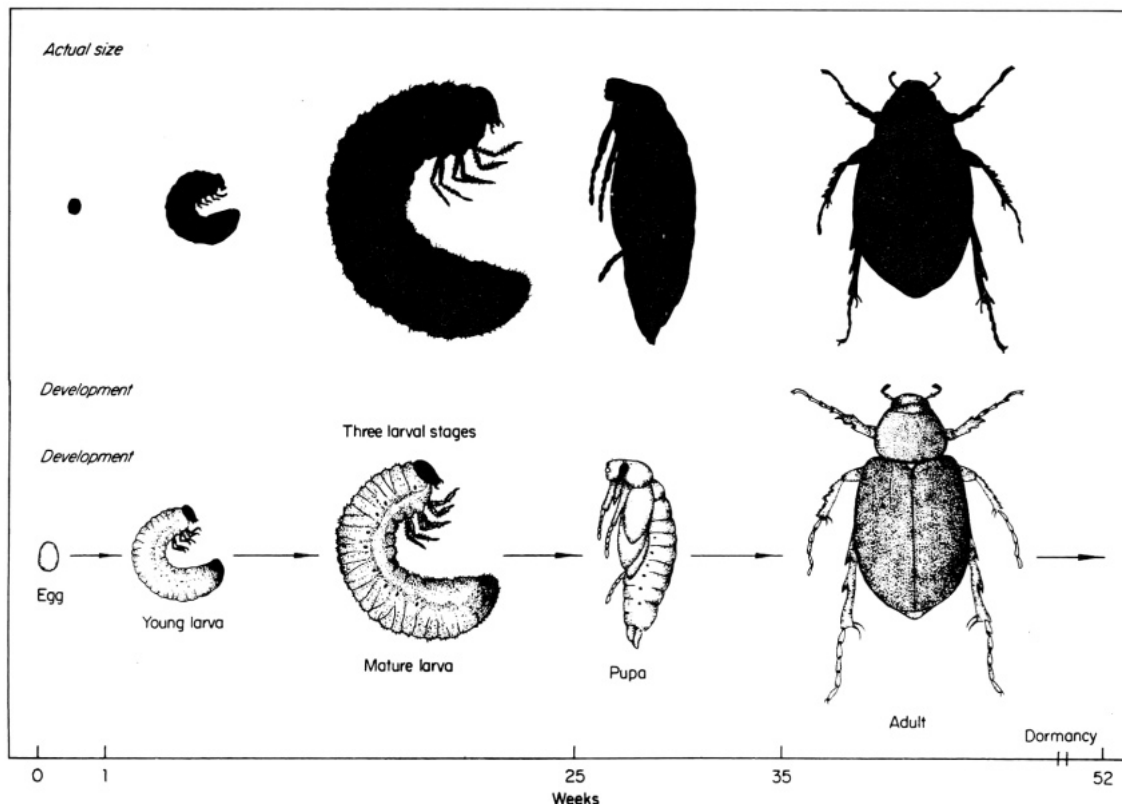 Actual size
Development
Three larval stages
Development
Egg
Young larva
Mature larva
Pupa
Adult
Dormancy
0 1 25 35 52
Weeks